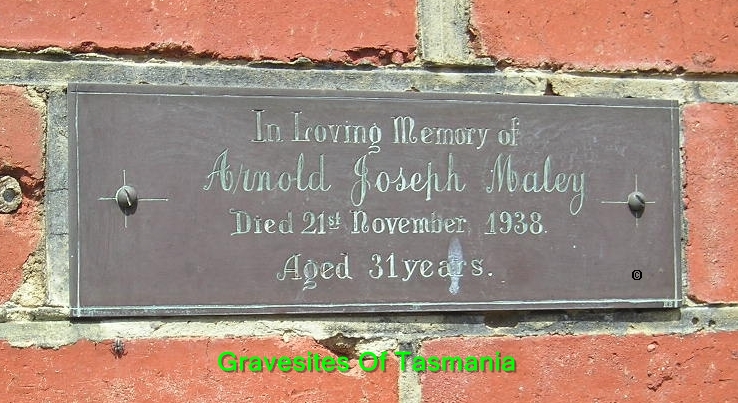 In Loving Memory of
Arnold Joseph Maley
Died 21st November, 1938.
Aged 31 years.
©
Gravesites Of Tasmania